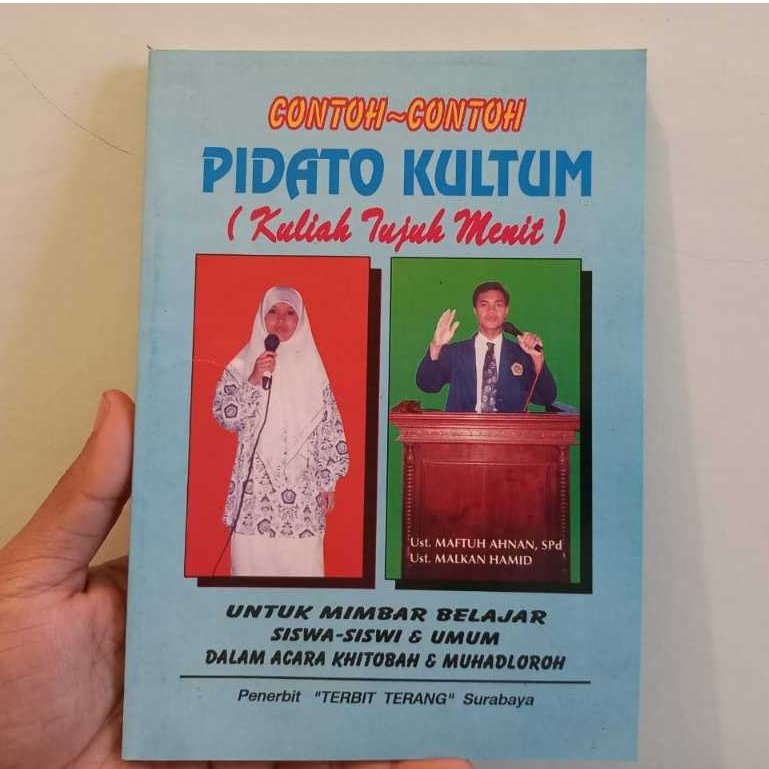 CONTOH~CONTOH
PIDATO KULTUM
( Kuliah Tujuh Menit )
Ust. MAFTUH AHNAN, SPd
Ust. MALKAN HAMID
UNTUK MIMBAR BELAJAR
SISWA-SISWI & UMUM
DALAM ACARA KHITOBAH & MUHADLOROH
Penerbit "TERBIT TERANG" Surabaya